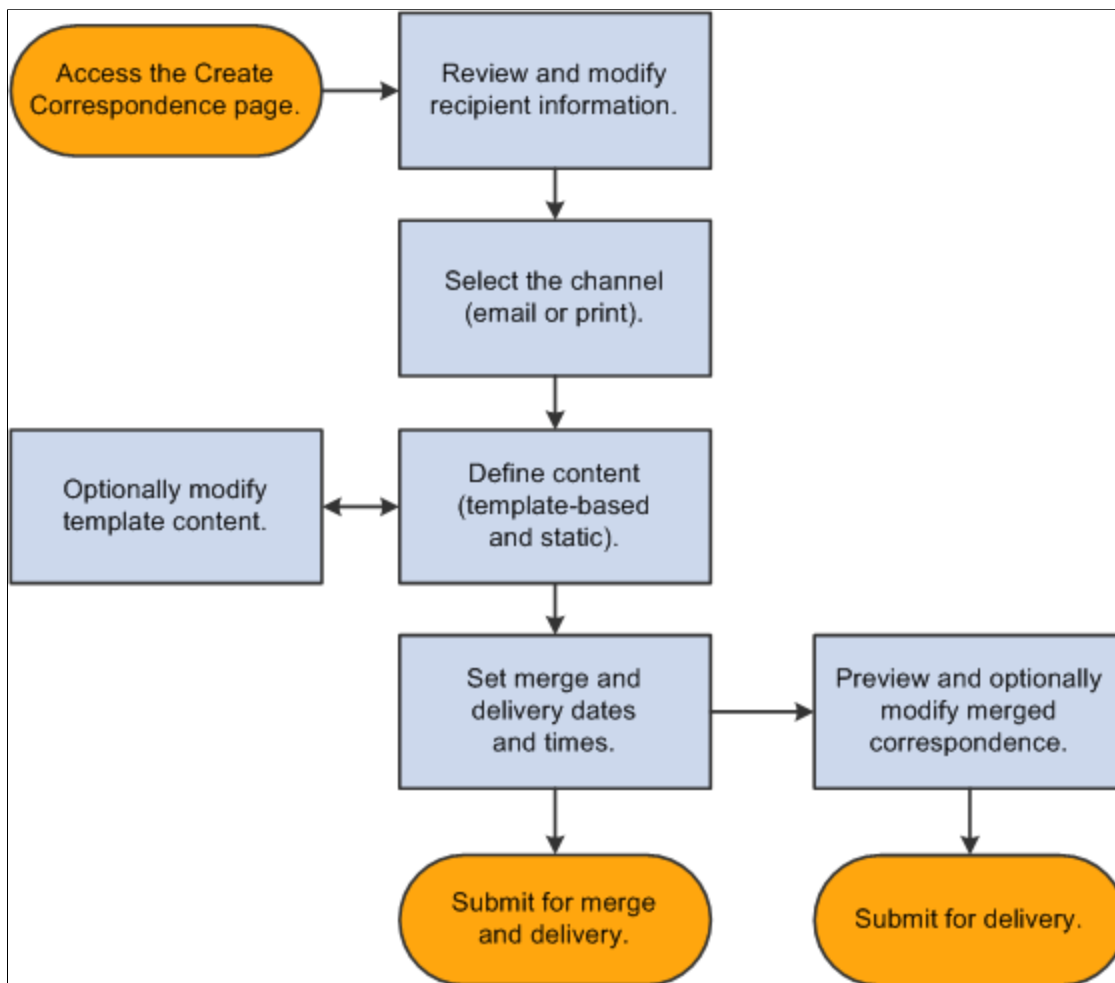 Access the Create
Correspondence page.
Review and modify
recipient information.
Select the channel
(email or print).
Optionally modify
template content.
Define content
(template-based
and static).
Set merge and
delivery dates
and times.
Preview and optionally
modify merged
correspondence.
Submit for merge
and delivery.
Submit for delivery.